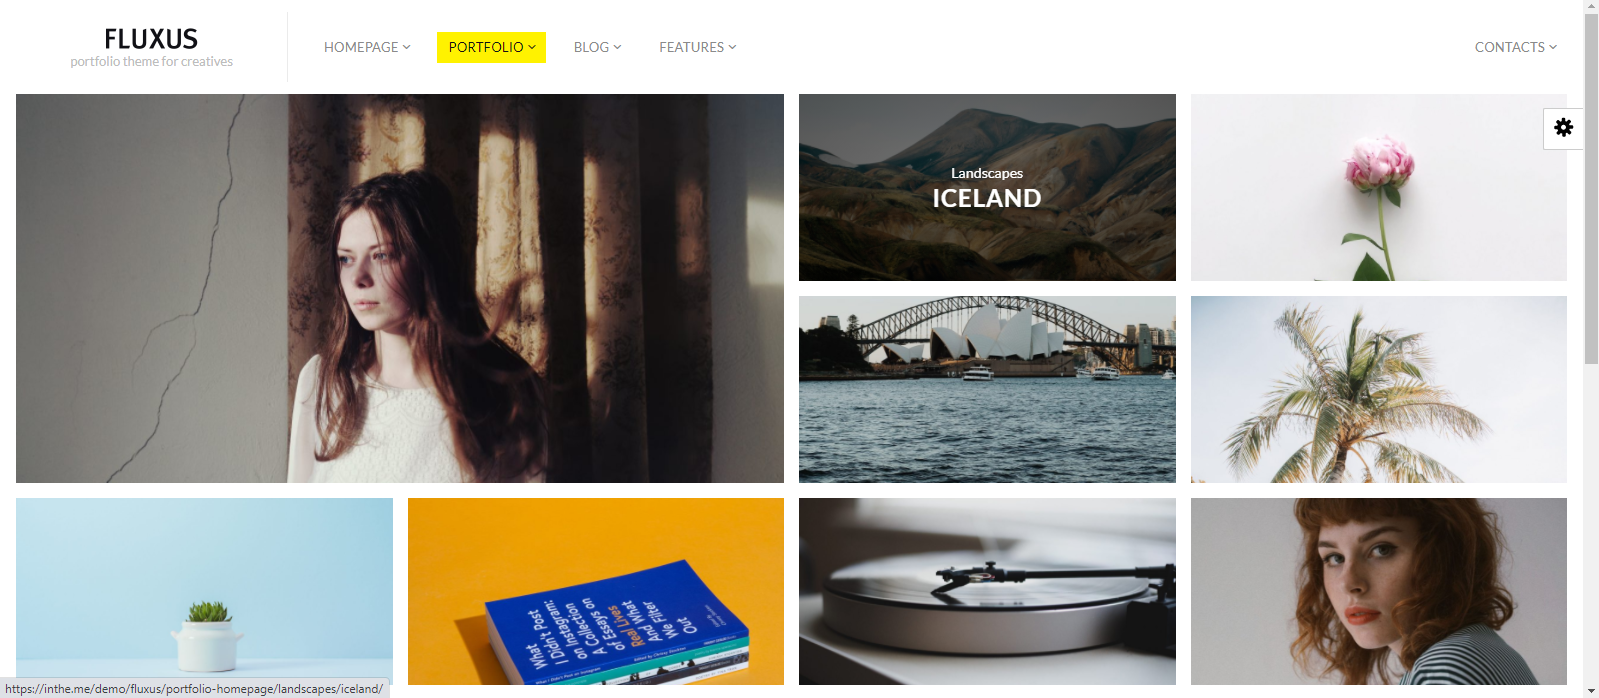 FLUXUS
portfolio theme for creatives
HOMEPAGE
PORTFOLIO
BLOG
FEATURES
CONTACTS
Landscapes
ICELAND
What
I Didn't Post
on Instagram:
A Collection
of Essays on
Real Lives
And What
We Filter
Out
https://inthe.me/demo/fluxus/portfolio-homepage/landscapes/iceland/